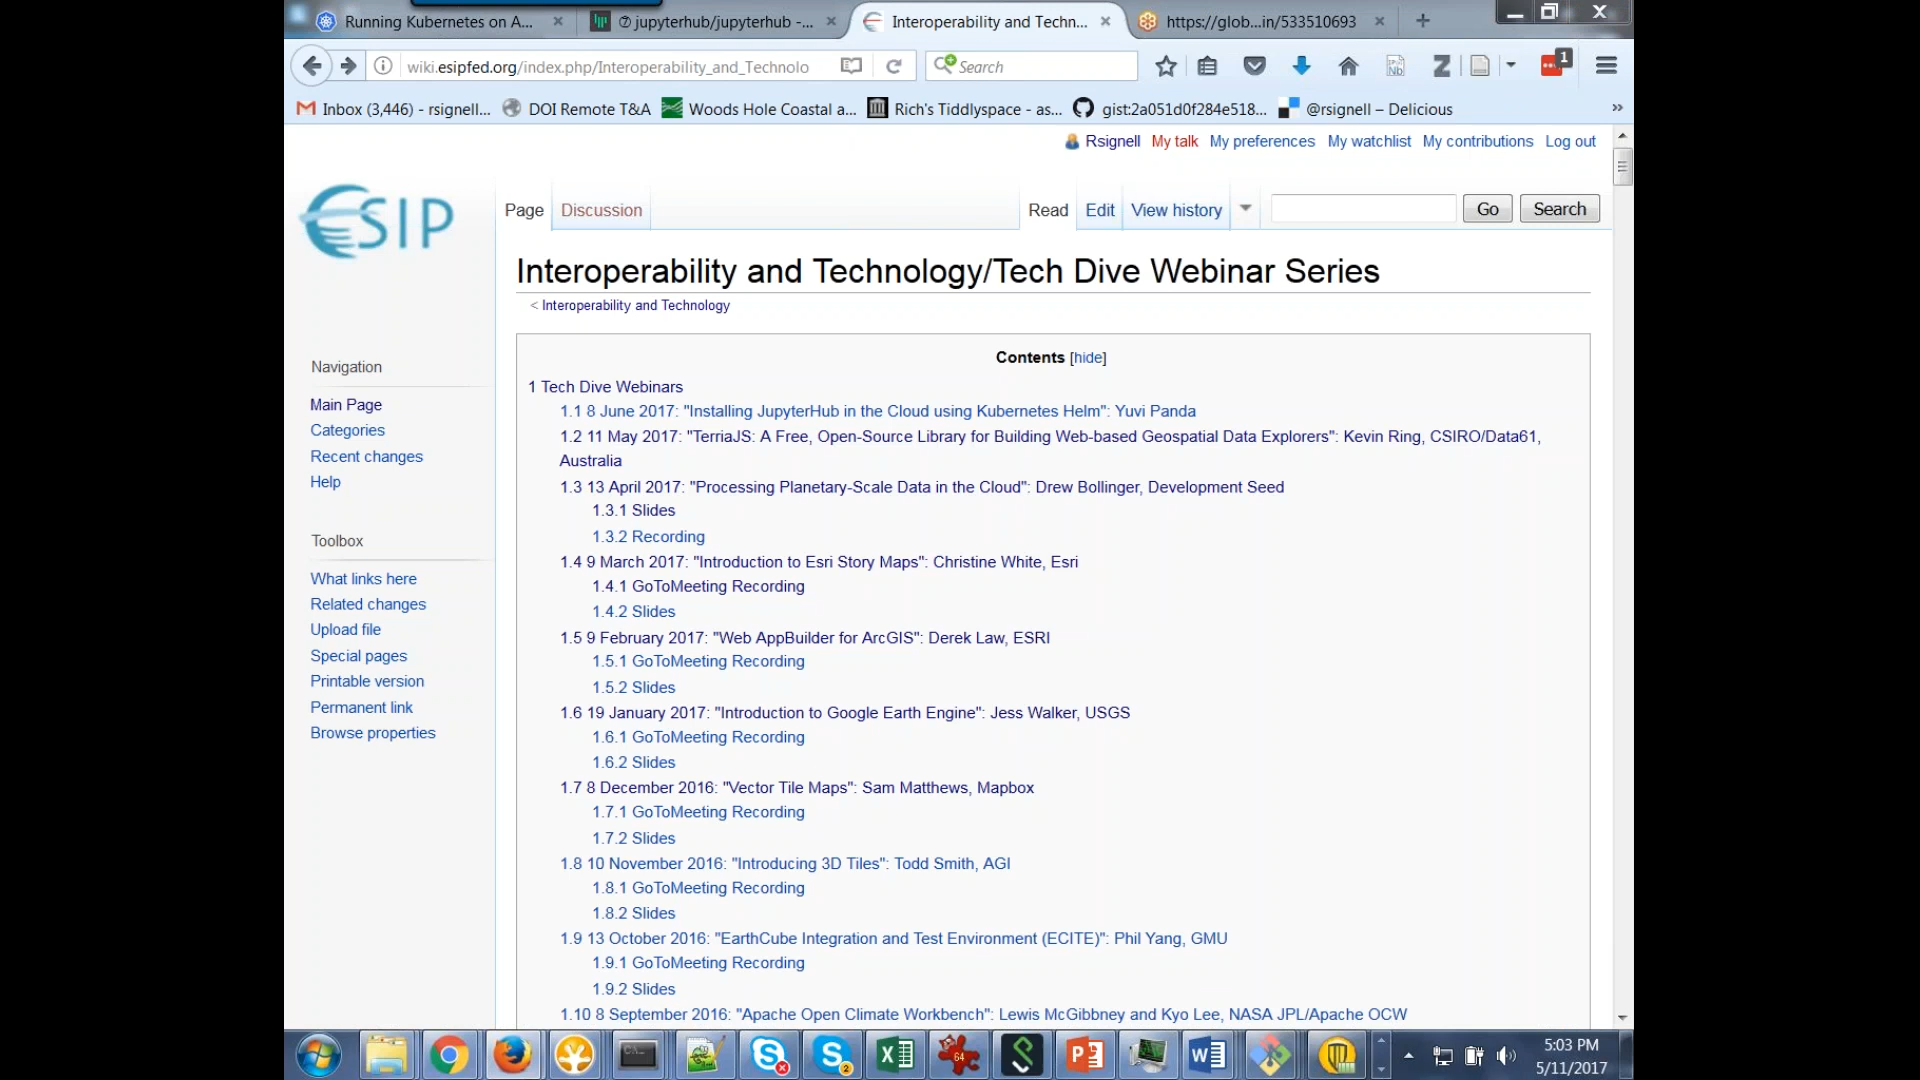 Running Kubernetes on A...
jupyterhub/jupyterhub -...
Interoperability and Techn...
https://glob...in/533510693
wiki.esipfed.org/index.php/Interoperability_and_Technolo
Search
1
Inbox (3,446) - rsignell...
DOI Remote T&A
Woods Hole Coastal a...
Rich's Tiddlyspace - as...
gist:2a051d0f284e518...
@rsignell – Delicious
Rsignell
My talk
My preferences
My watchlist
My contributions
Log out
ESIP
Page
Discussion
Read
Edit
View history
Go
Search
Interoperability and Technology/Tech Dive Webinar Series
< Interoperability and Technology
Navigation
Main Page
Categories
Recent changes
Help
Toolbox
What links here
Related changes
Upload file
Special pages
Printable version
Permanent link
Browse properties
Contents [hide]
1 Tech Dive Webinars
1.1 8 June 2017: "Installing JupyterHub in the Cloud using Kubernetes Helm": Yuvi Panda
1.2 11 May 2017: "TerriaJS: A Free, Open-Source Library for Building Web-based Geospatial Data Explorers": Kevin Ring, CSIRO/Data61,
Australia
1.3 13 April 2017: "Processing Planetary-Scale Data in the Cloud": Drew Bollinger, Development Seed
1.3.1 Slides
1.3.2 Recording
1.4 9 March 2017: "Introduction to Esri Story Maps": Christine White, Esri
1.4.1 GoToMeeting Recording
1.4.2 Slides
1.5 9 February 2017: "Web AppBuilder for ArcGIS": Derek Law, ESRI
1.5.1 GoToMeeting Recording
1.5.2 Slides
1.6 19 January 2017: "Introduction to Google Earth Engine": Jess Walker, USGS
1.6.1 GoToMeeting Recording
1.6.2 Slides
1.7 8 December 2016: "Vector Tile Maps": Sam Matthews, Mapbox
1.7.1 GoToMeeting Recording
1.7.2 Slides
1.8 10 November 2016: "Introducing 3D Tiles": Todd Smith, AGI
1.8.1 GoToMeeting Recording
1.8.2 Slides
1.9 13 October 2016: "EarthCube Integration and Test Environment (ECITE)": Phil Yang, GMU
1.9.1 GoToMeeting Recording
1.9.2 Slides
1.10 8 September 2016: "Apache Open Climate Workbench": Lewis McGibbney and Kyo Lee, NASA JPL/Apache OCW
64
2
5:03 PM
5/11/2017